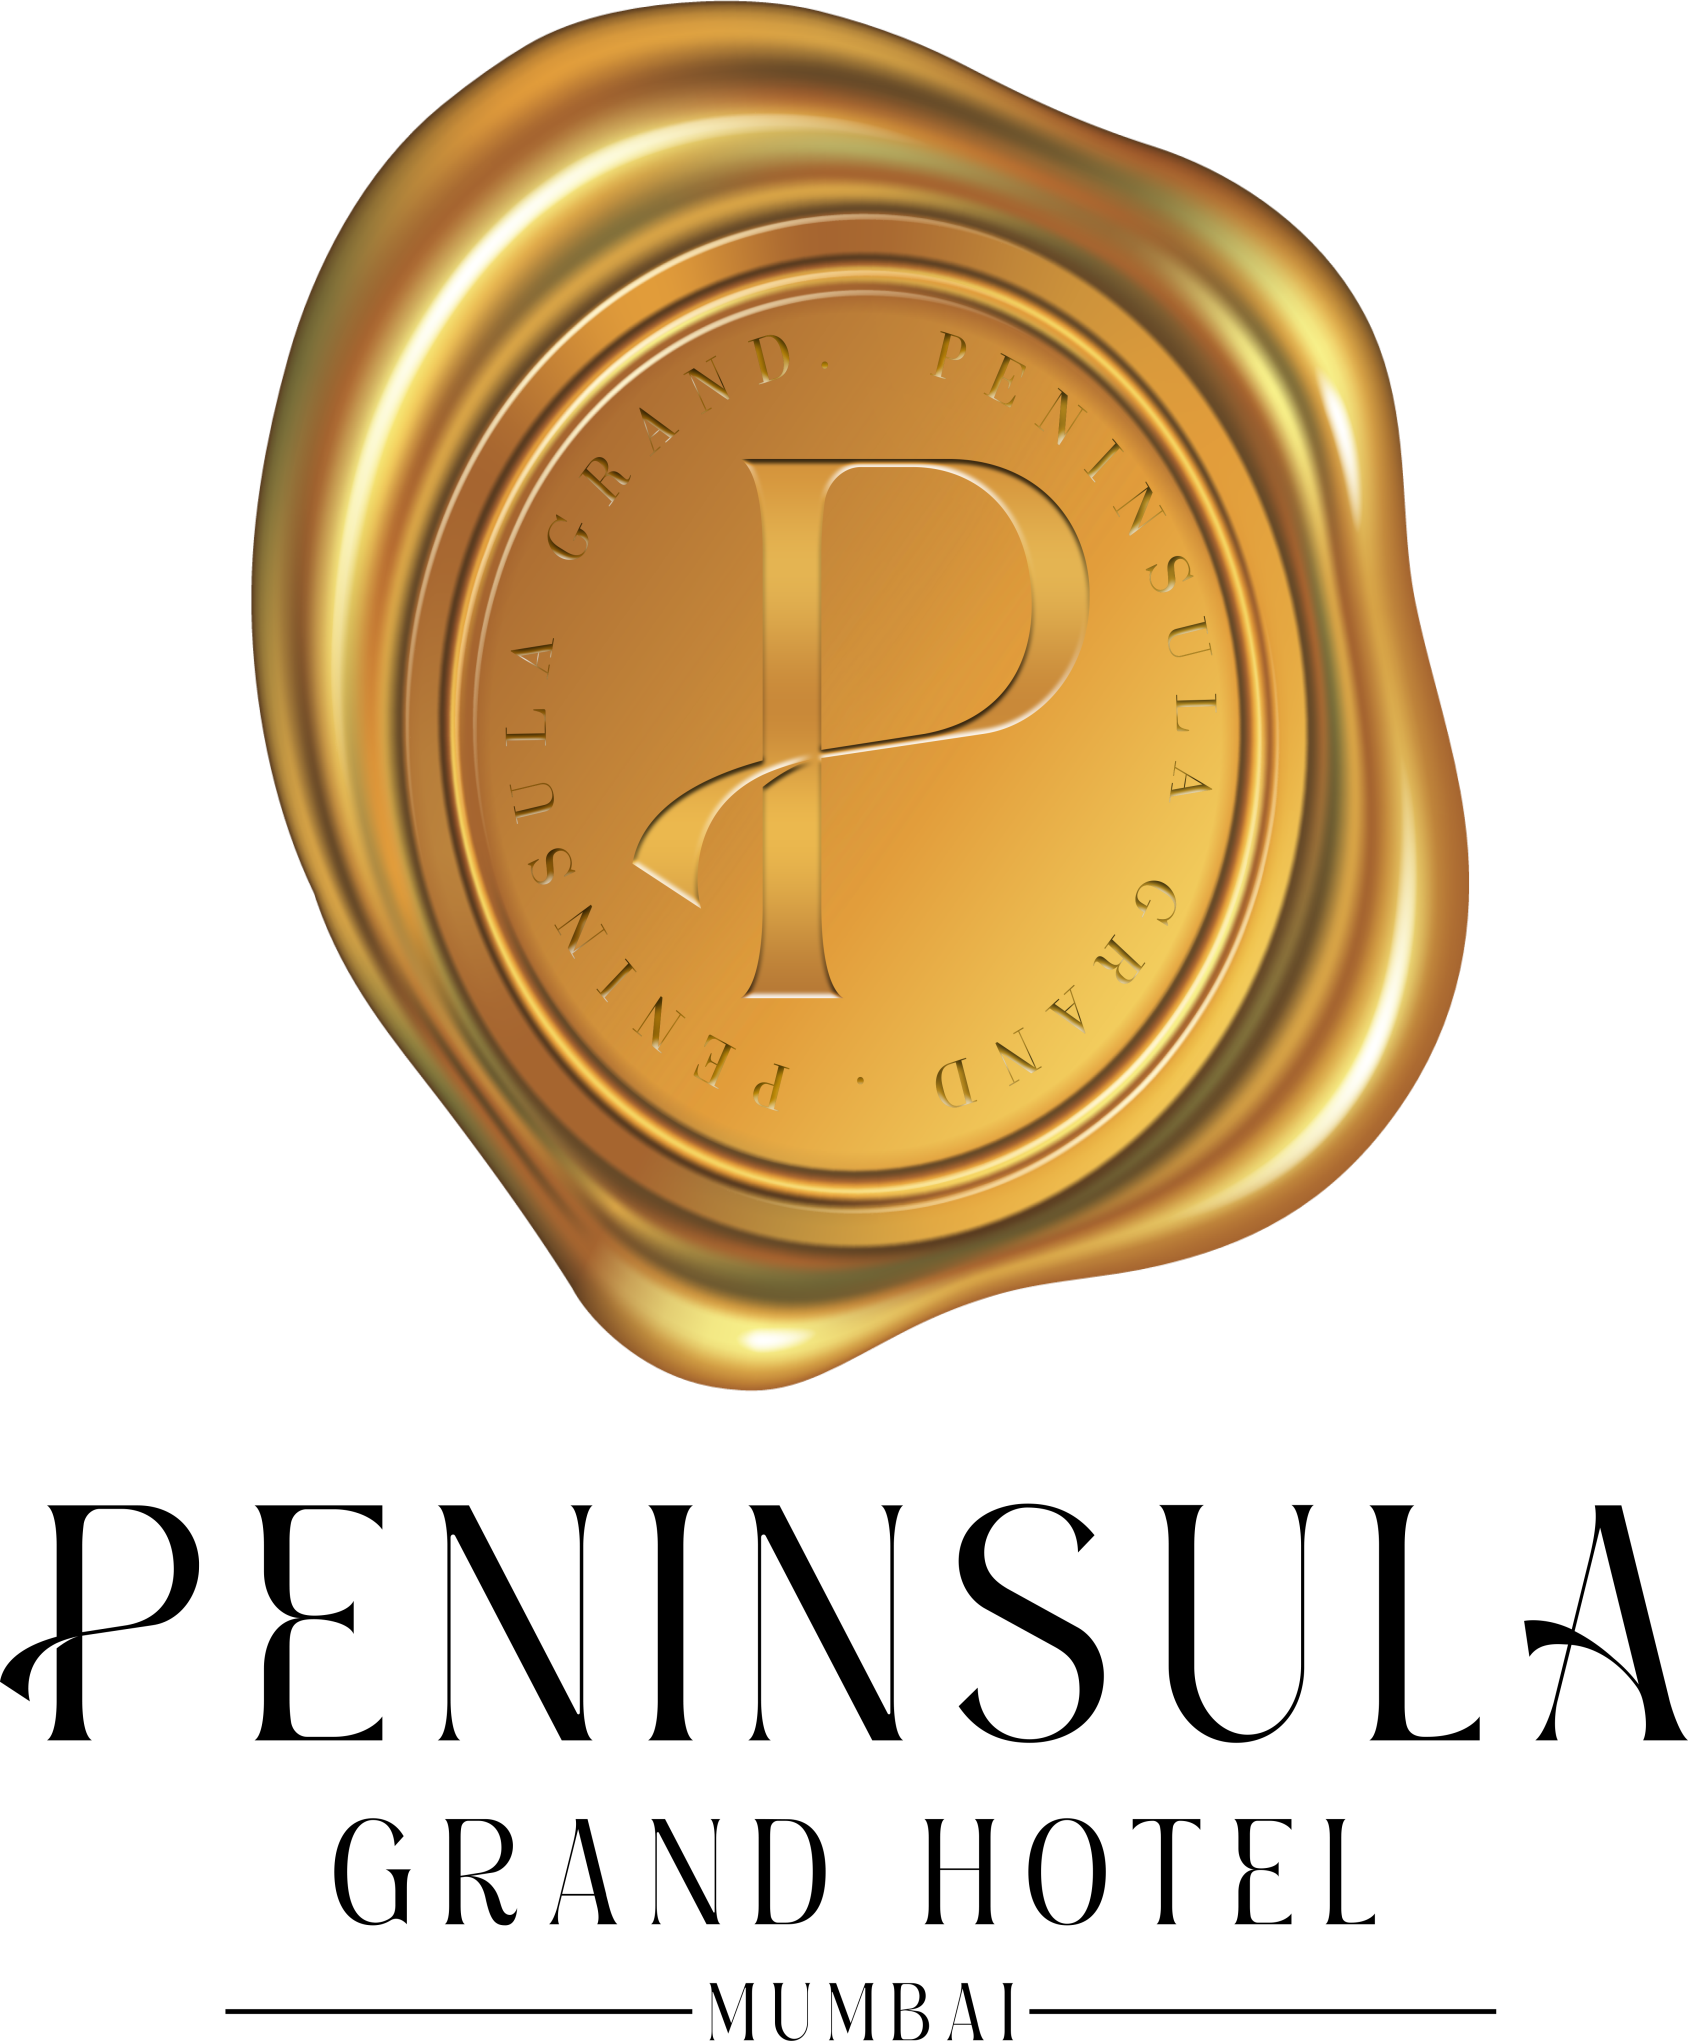 PENINSULA GRAND · PENINSULA GRAND.
P
PENINSULA
GRAND HOTEL
MUMBAI